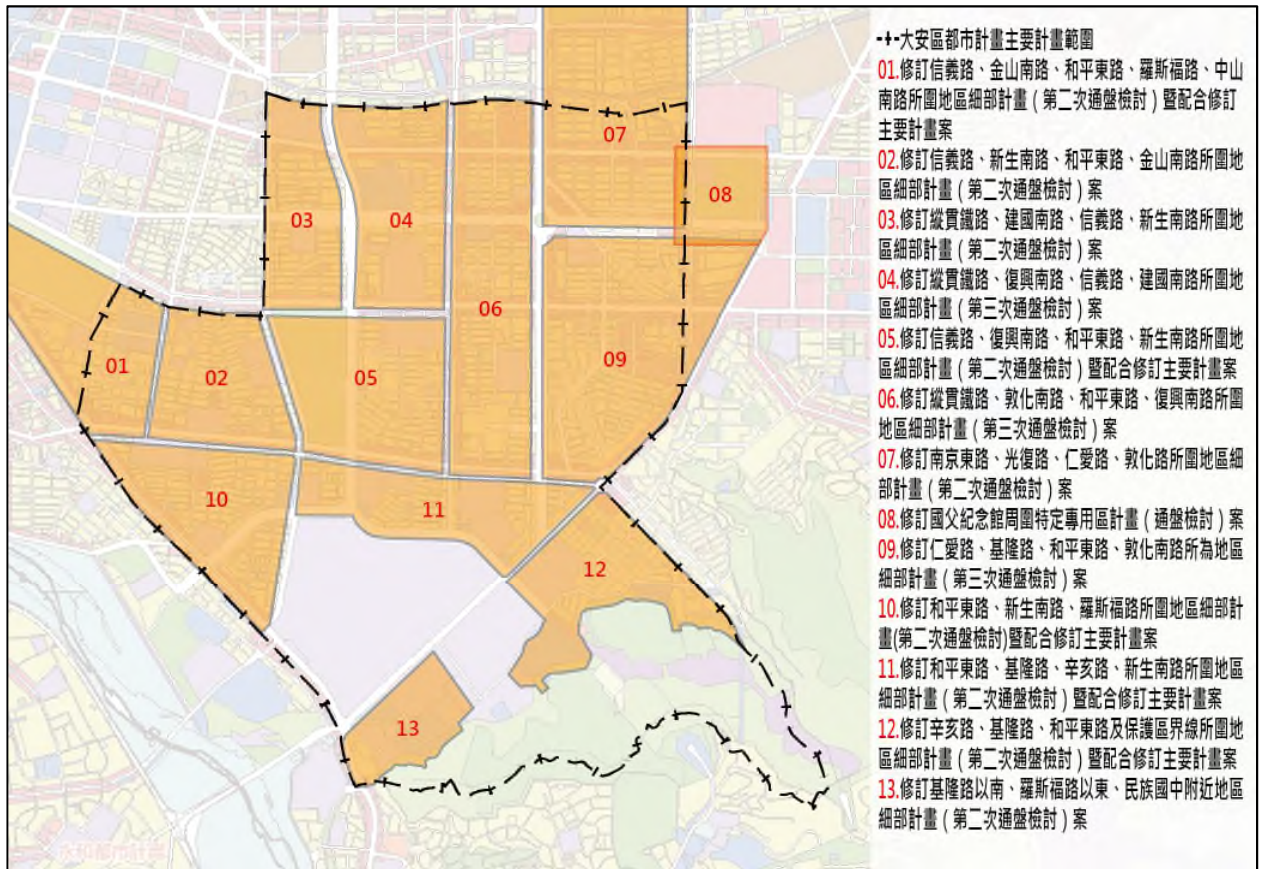 大安區都市計畫主要計畫範圍
01.修訂信義路、金山南路、和平東路、羅斯福路、中山
南路所圍地區細部計畫(第二次通盤檢討)暨配合修訂
主要計畫案
02.修訂信義路、新生南路、和平東路、金山南路所圍地
區細部計畫(第二次通盤檢討)案
03.修訂縱貫鐵路、建國南路、信義路、新生南路所圍地
區細部計畫(第二次通盤檢討)案
04.修訂縱貫鐵路、復興南路、信義路、建國南路所圍地
區細部計畫(第三次通盤檢討)案
05.修訂信義路、復興南路、和平東路、新生南路所圍地
區細部計畫(第二次通盤檢討)暨配合修訂主要計畫案
06.修訂縱貫鐵路、敦化南路、和平東路、復興南路所圍
地區細部計畫(第三次通盤檢討)案
07.修訂南京東路、光復路、仁愛路、敦化路所圍地區細
部計畫(第二次通盤檢討)案
08.修訂國父紀念館周圍特定專用區計畫(通盤檢討)案
09.修訂仁愛路、基隆路、和平東路、敦化南路所為地區
細部計畫(第三次通盤檢討)案
10.修訂和平東路、新生南路、羅斯福路所圍地區細部計
畫(第二次通盤檢討)暨配合修訂主要計畫案
11.修訂和平東路、基隆路、辛亥路、新生南路所圍地區
細部計畫(第二次通盤檢討)暨配合修訂主要計畫案
12.修訂辛亥路、基隆路、和平東路及保護區界線所圍地
區細部計畫(第二次通盤檢討)暨配合修訂主要計畫案
13.修訂基隆路以南、羅斯福路以東、民族國中附近地區
細部計畫(第二次通盤檢討)案
07
08
03
04
06
09
01
02
05
10
11
12
13
永和都市計畫